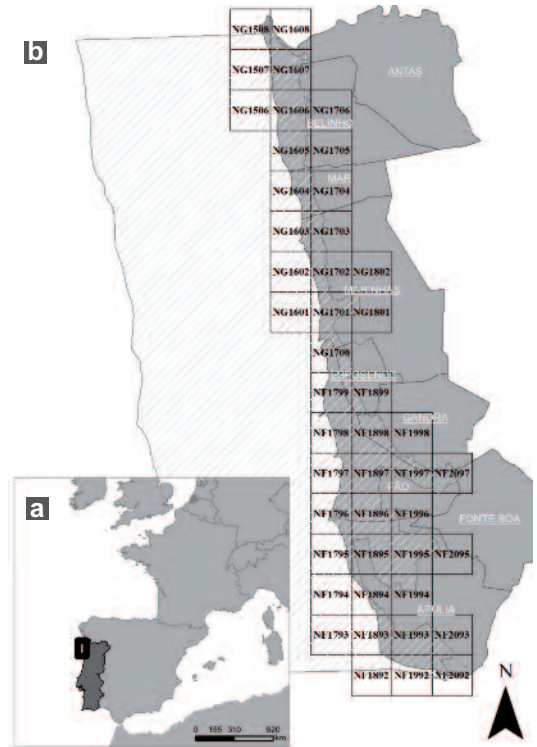 b
NG1508 NG1608
ANTAS
NG1507 NG1607
NG1506 NG1606 NG1706
BELINHO
NG1605 NG1705
MAR
NG1604 NG1704
NG1603 NG1703
NG1602 NG1702 NG1802
MARINHAS
NG1601 NG1701 NG1801
NG1700
NF1799 NF1899
GANDRA
NF1798 NF1898 NF1998
NF1797 NF1897 NF1997 NF2097
FÃO
a
NF1796 NF1896 NF1996
FONTE BOA
NF1795 NF1895 NF1995 NF2095
NF1794 NF1894 NF1994
APÚLIA
NF1793 NF1893 NF1993 NF2093
N
NF1892 NF1992 NF2092
0 155 310 620
km